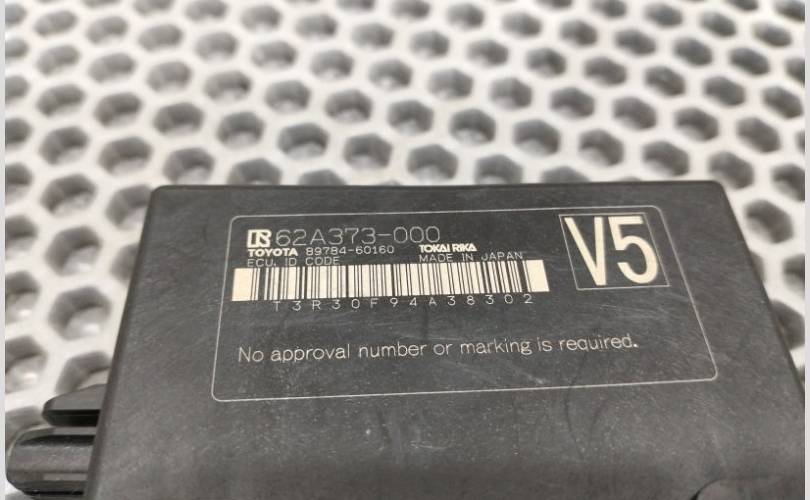 62A373-000
TOYOTA 89784-60160 TOKAI RIKA
ECU, ID CODE MADE IN JAPAN
T3R30F94A38302
V5
No approval number or marking is required.